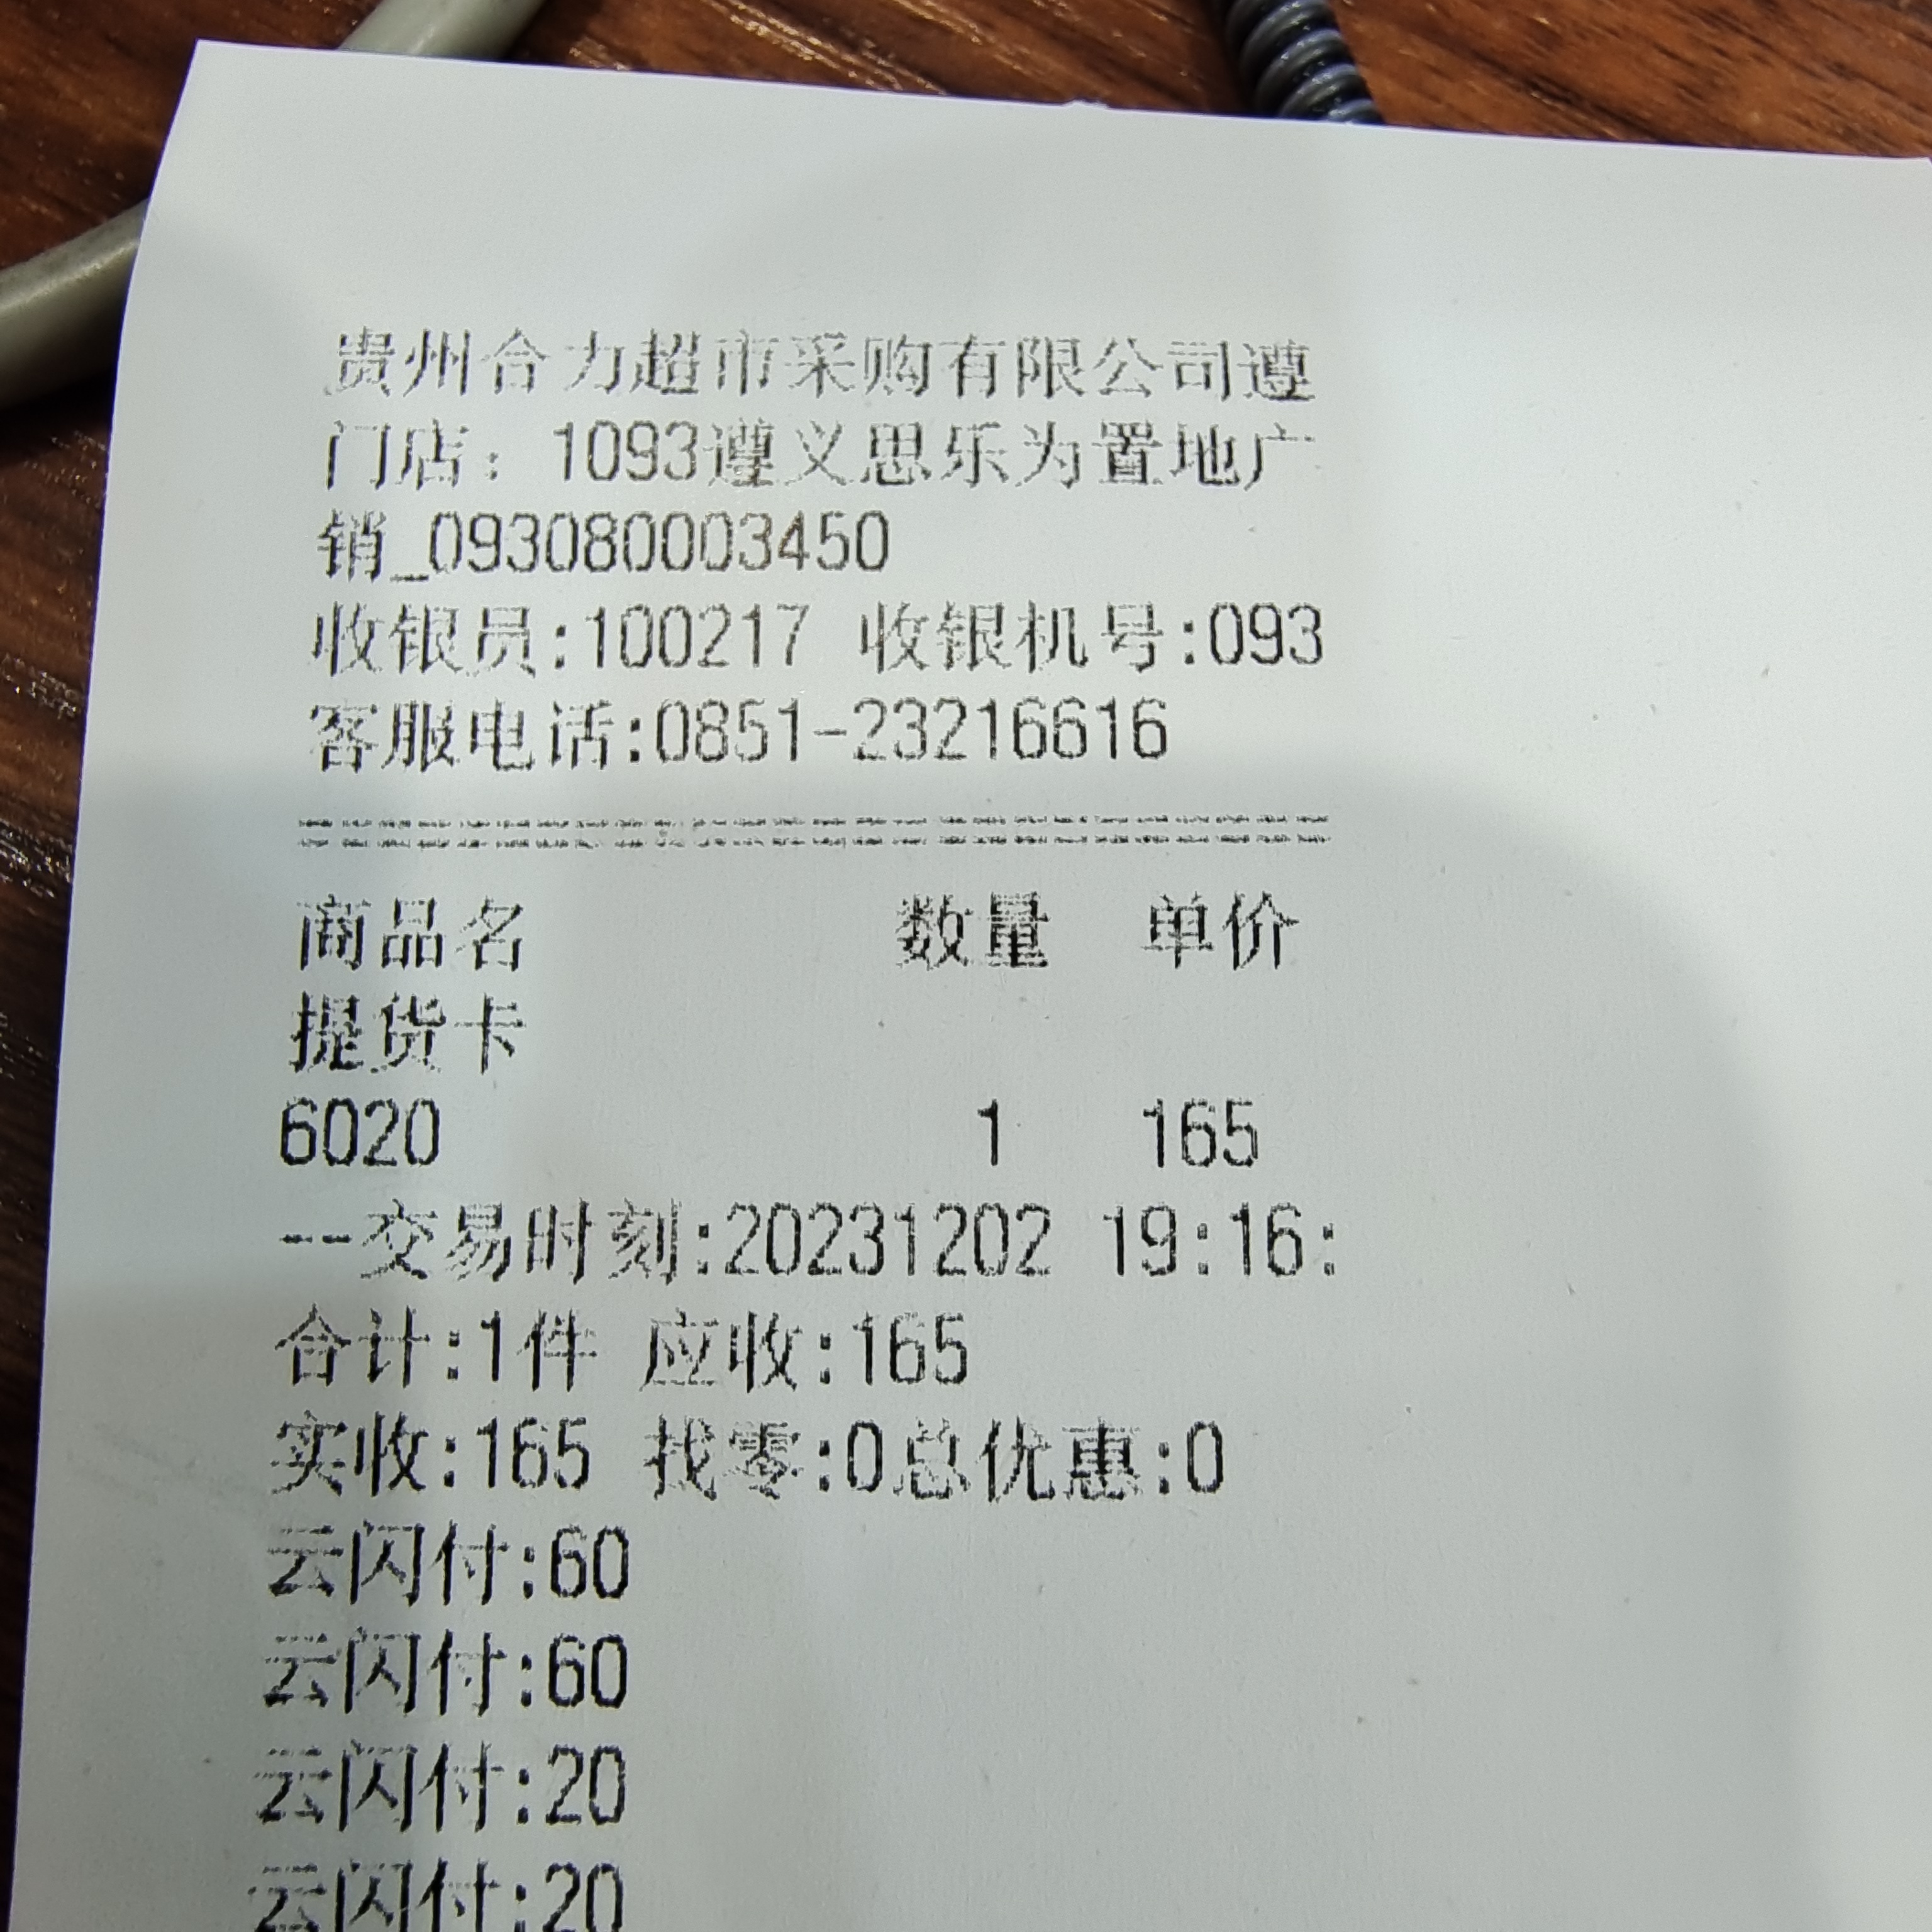 贵州合力超市采购有限公司遵
门店：1093遵义思乐为置地广
销_093080003450
收银员:100217 收银机号:093
客服电话:0851-23216616
商品名 数量 单价
提货卡
6020 1 165
--交易时刻:20231202 19:16:
合计:1件 应收:165
实收:165 找零:0总优惠:0
云闪付:60
云闪付:60
云闪付:20
云闪付:20